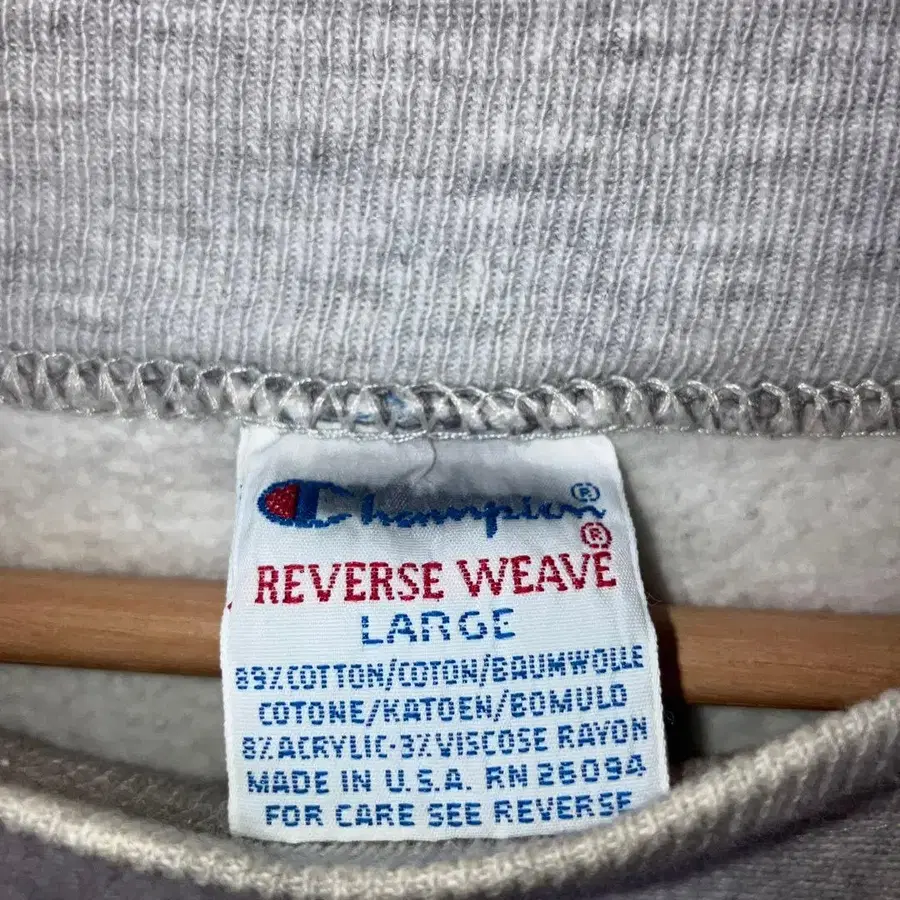 Champion®
REVERSE WEAVE®
LARGE
89% COTTON/COTON/BAUMWOLLE
COTONE/KATOEN/BOMULO
8% ACRYLIC-3% VISCOSE RAYON
MADE IN U.S.A. RN 26094
FOR CARE SEE REVERSE